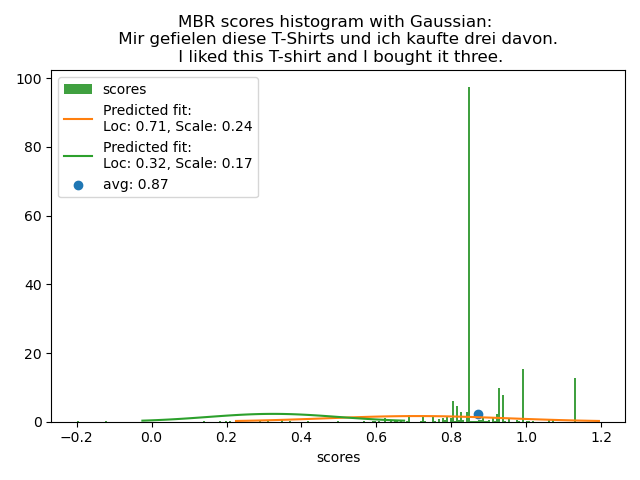 MBR scores histogram with Gaussian:
Mir gefielen diese T-Shirts und ich kaufte drei davon.
I liked this T-shirt and I bought it three.
scores
Predicted fit:
Loc: 0.71, Scale: 0.24
Predicted fit:
Loc: 0.32, Scale: 0.17
avg: 0.87
100
80
60
40
20
0
−0.2 0.0 0.2 0.4 0.6 0.8 1.0 1.2
scores